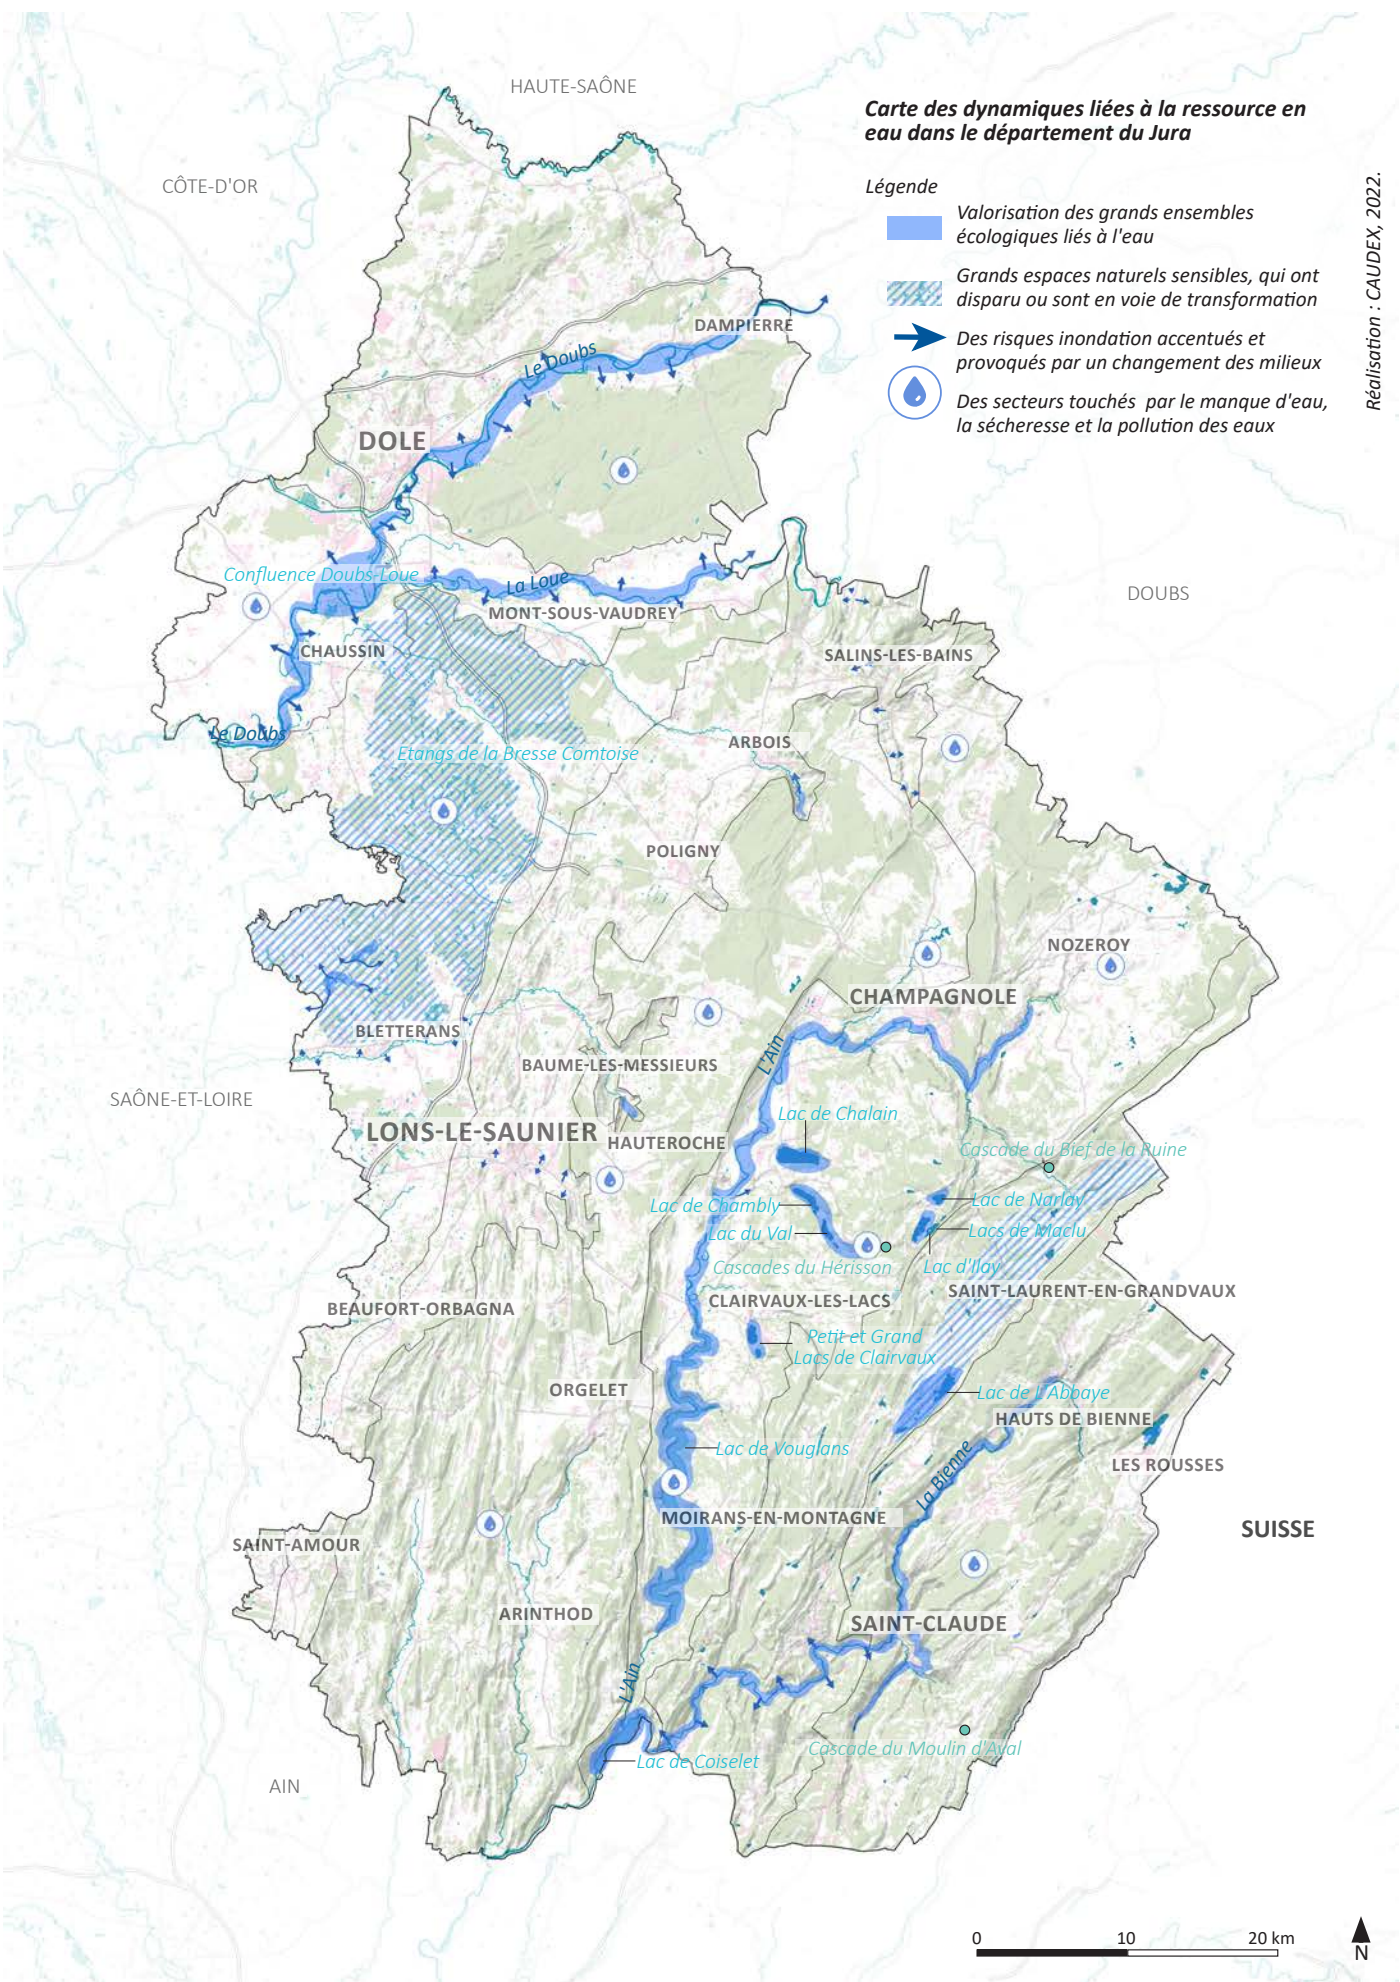 HAUTE-SAÔNE
Carte des dynamiques liées à la ressource en
eau dans le département du Jura
CÔTE-D'OR
Légende
Valorisation des grands ensembles
écologiques liés à l'eau
Grands espaces naturels sensibles, qui ont
disparu ou sont en voie de transformation
Des risques inondation accentués et
provoqués par un changement des milieux
Des secteurs touchés par le manque d'eau,
la sécheresse et la pollution des eaux
Réalisation : CAUDEX, 2022.
DAMPIERRE
Le Doubs
DOLE
Confluence Doubs-Loue
La Loue
MONT-SOUS-VAUDREY
DOUBS
CHAUSSIN
SALINS-LES-BAINS
Le Doubs
ARBOIS
Etangs de la Bresse Comtoise
POLIGNY
NOZEROY
CHAMPAGNOLE
BLETTERANS
L'Ain
BAUME-LES-MESSIEURS
SAÔNE-ET-LOIRE
Lac de Chalain
LONS-LE-SAUNIER
HAUTEROCHE
Cascade du Bief de la Ruine
Lac de Chambly
Lac de Narlay
Lac du Val
Lacs de Maclu
Cascades du Hérisson
Lac d'Ilay
SAINT-LAURENT-EN-GRANDVAUX
CLAIRVAUX-LES-LACS
BEAUFORT-ORBAGNA
Petit et Grand
Lacs de Clairvaux
ORGELET
Lac de L'Abbaye
HAUTS DE BIENNE
Lac de Vouglans
La Bienne
LES ROUSSES
MOIRANS-EN-MONTAGNE
SUISSE
SAINT-AMOUR
ARINTHOD
SAINT-CLAUDE
L'Ain
Cascade du Moulin d'Aval
Lac de Coiselet
AIN
0 10 20 km
N